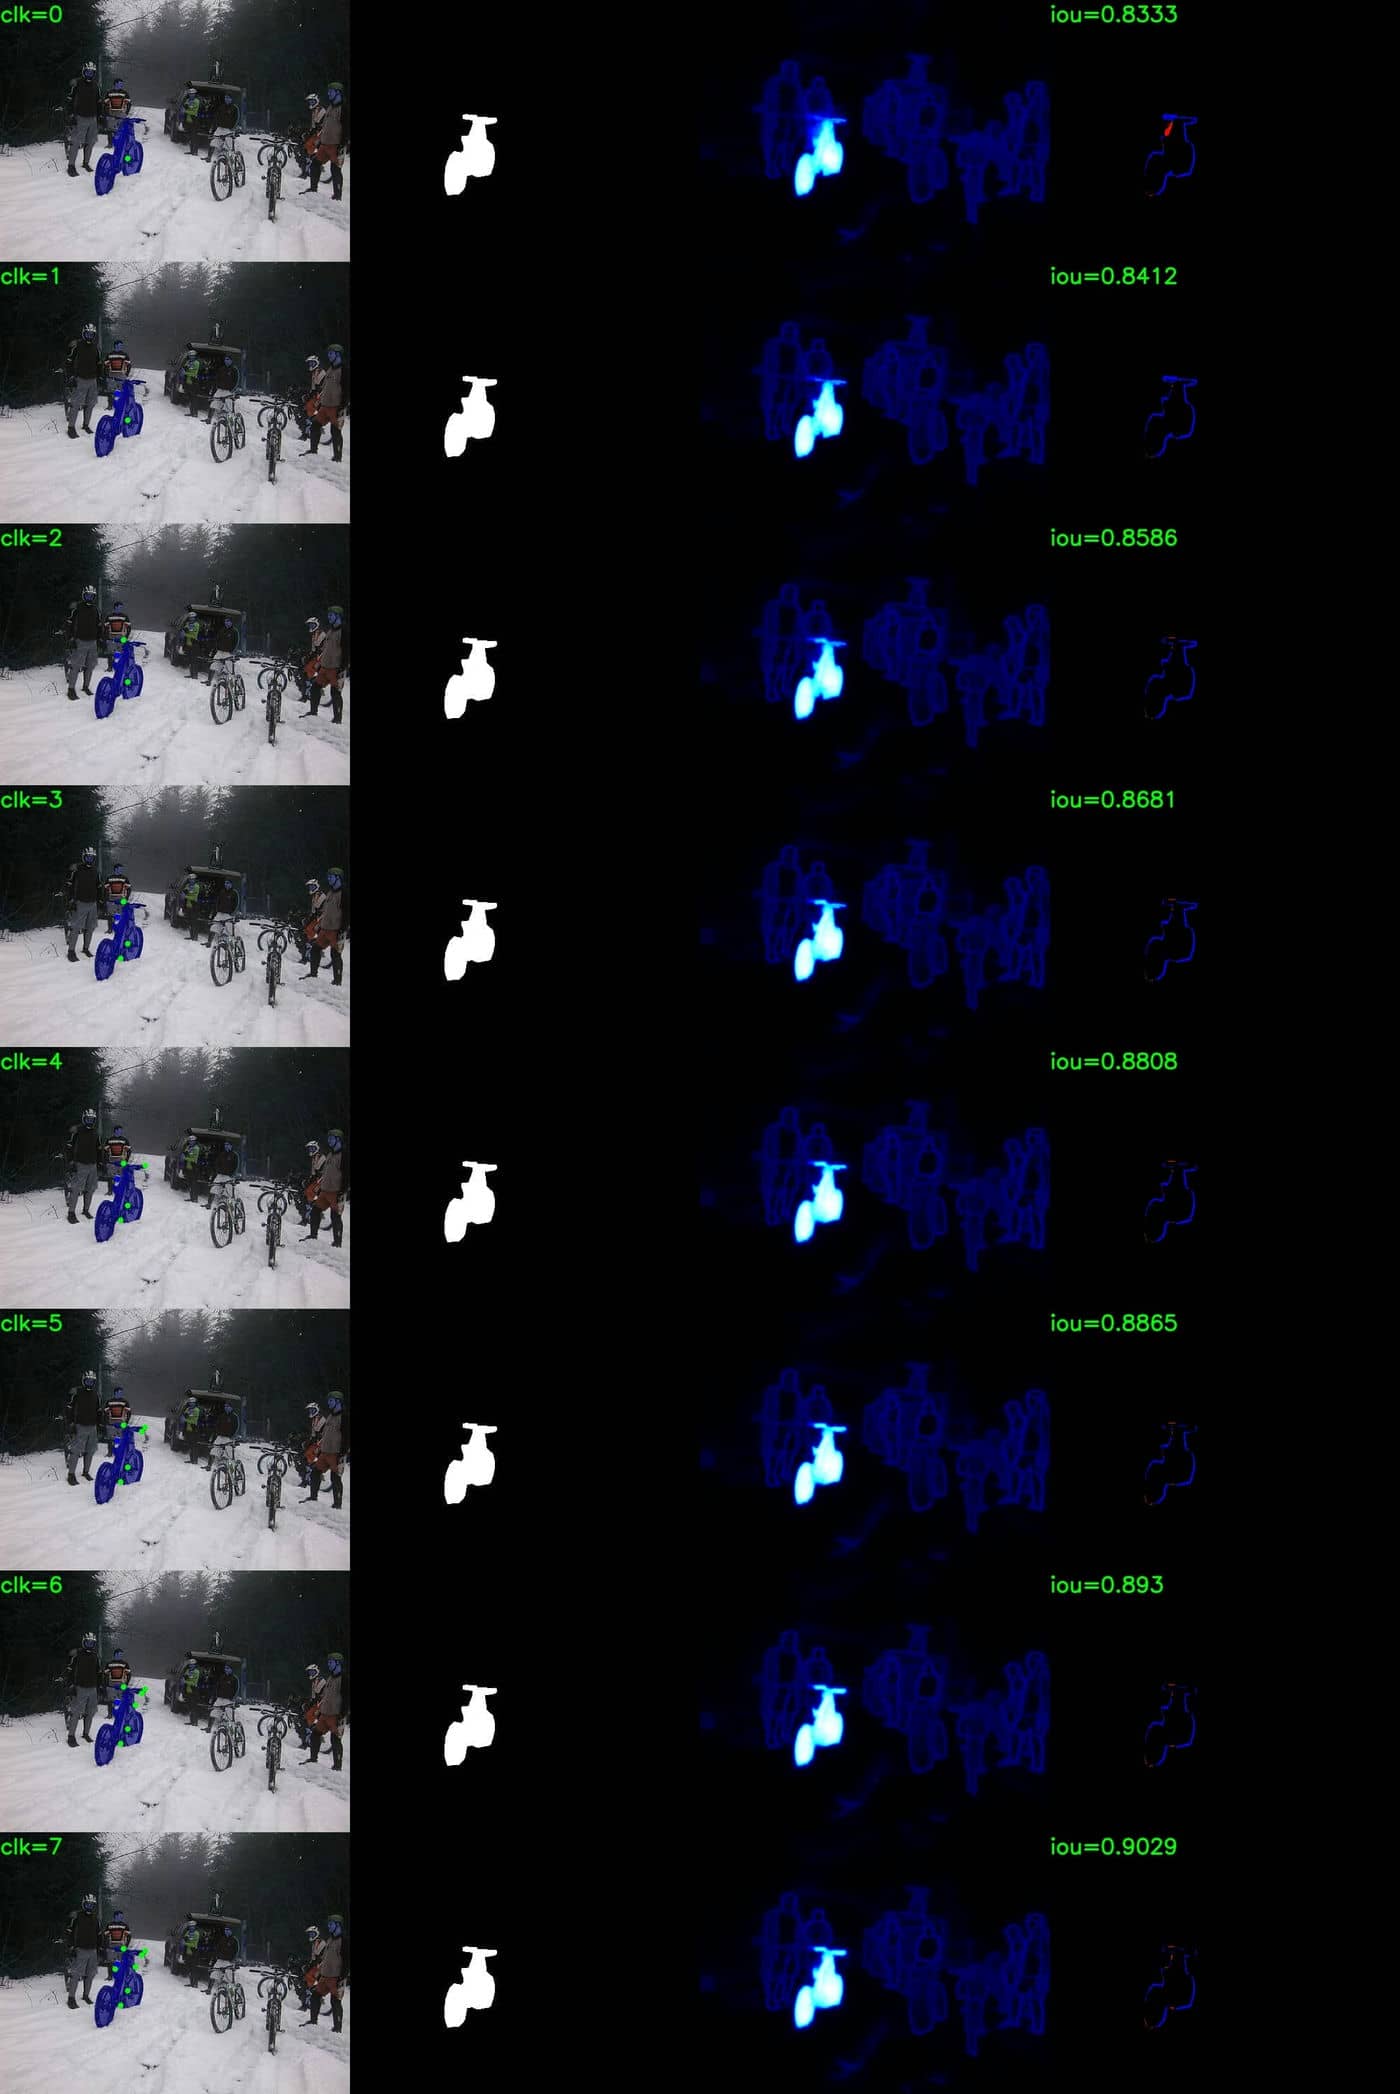 clk=0 iou=0.8333
clk=1 iou=0.8412
clk=2 iou=0.8586
clk=3 iou=0.8681
clk=4 iou=0.8808
clk=5 iou=0.8865
clk=6 iou=0.893
clk=7 iou=0.9029